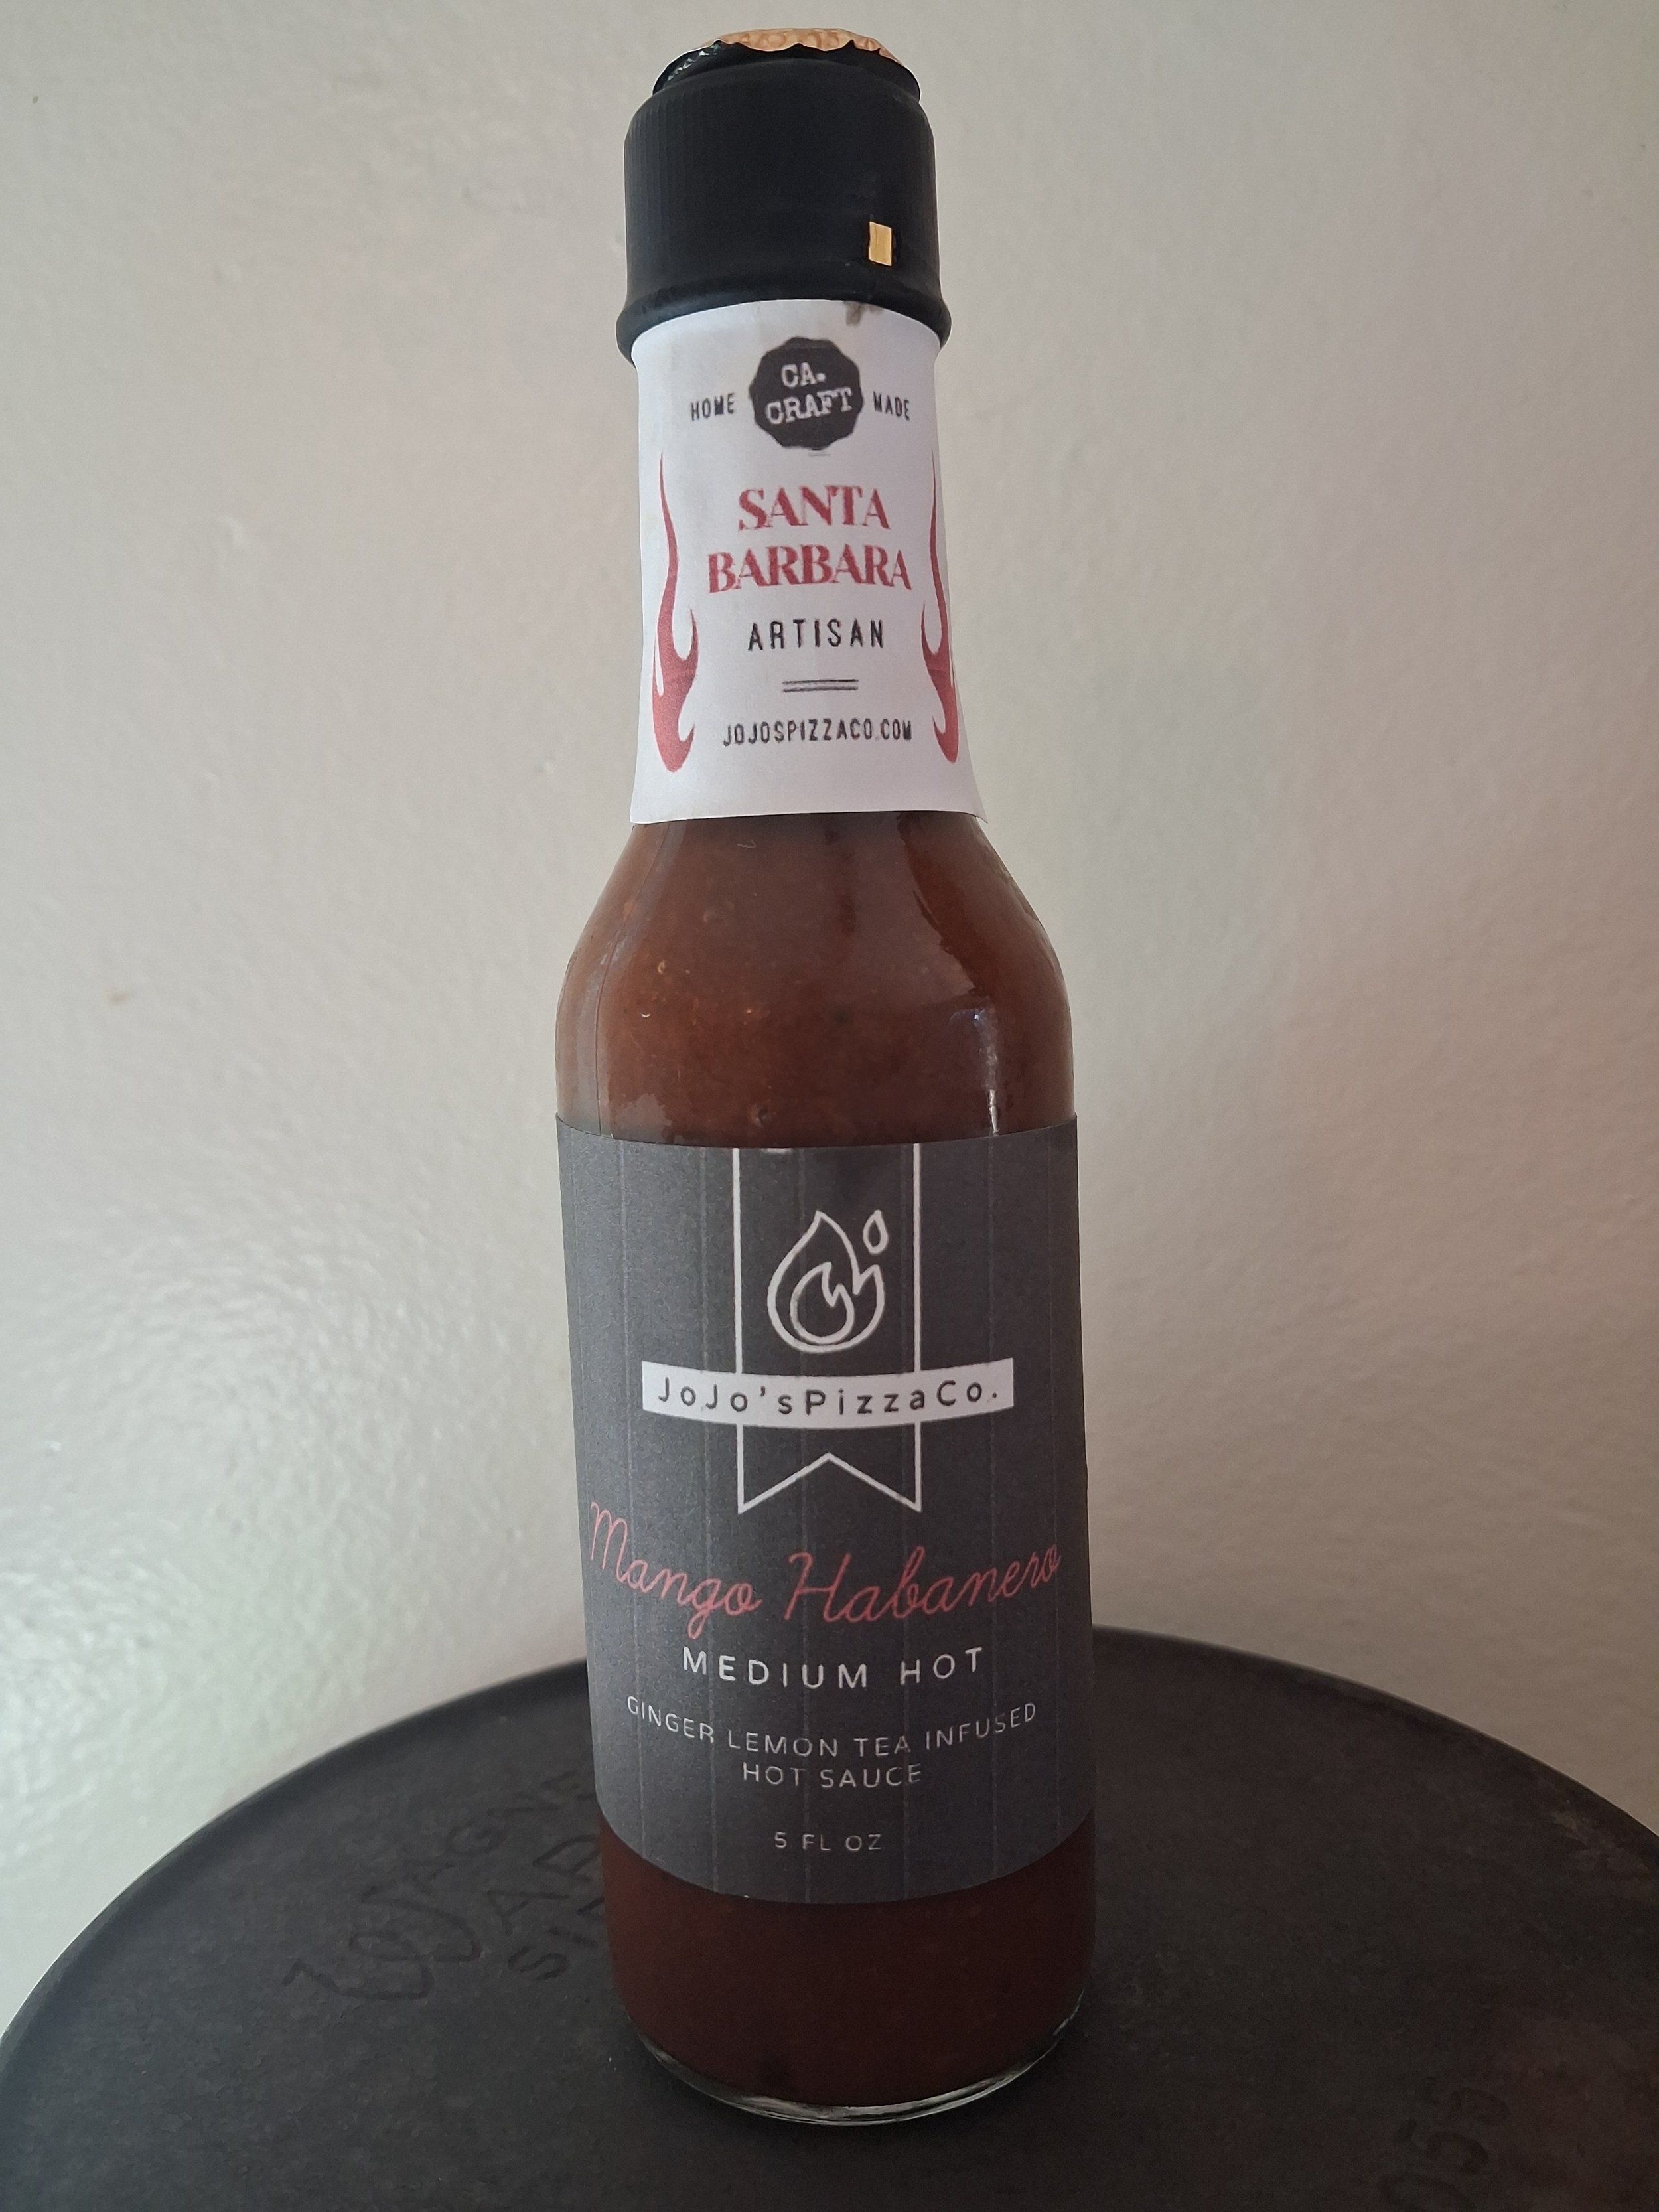 HOME CA. CRAFT MADE
SANTA
BARBARA
ARTISAN
JOJOSPIZZACO.COM
JoJo'sPizzaCo.
Mango Habanero
MEDIUM HOT
GINGER LEMON TEA INFUSED
HOT SAUCE
5 FL OZ
WAGNER